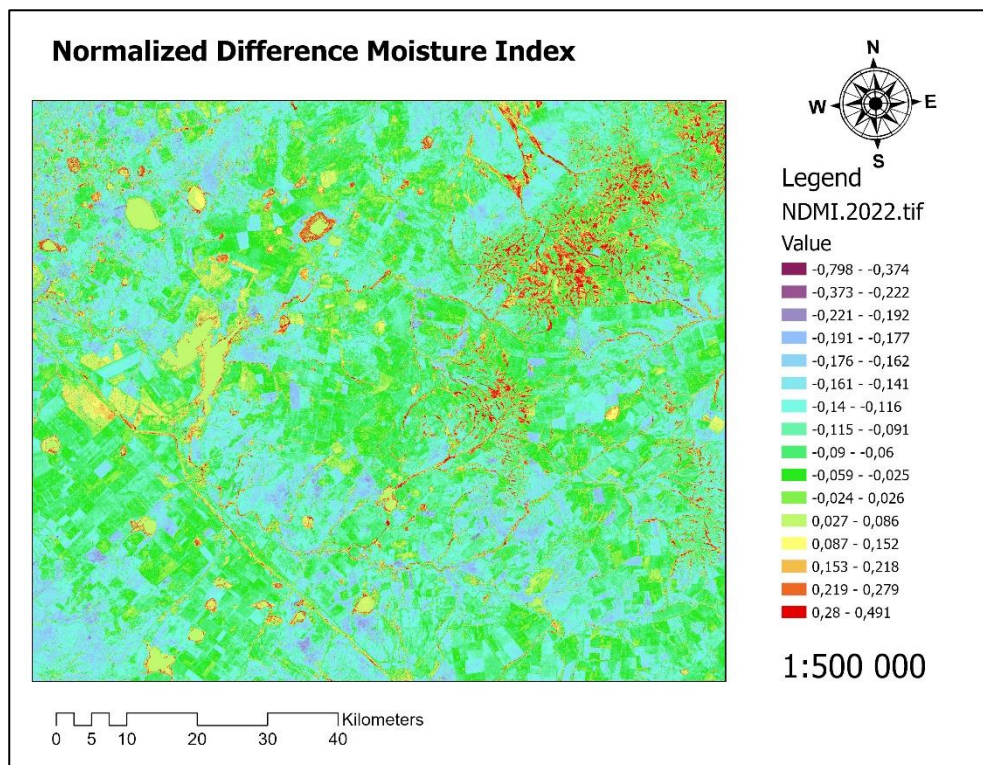 Normalized Difference Moisture Index
N
W E
S
Legend
NDMI.2022.tif
Value
-0,798 - -0,374
-0,373 - -0,222
-0,221 - -0,192
-0,191 - -0,177
-0,176 - -0,162
-0,161 - -0,141
-0,14 - -0,116
-0,115 - -0,091
-0,09 - -0,06
-0,059 - -0,025
-0,024 - 0,026
0,027 - 0,086
0,087 - 0,152
0,153 - 0,218
0,219 - 0,279
0,28 - 0,491
1:500 000
Kilometers
0 5 10 20 30 40